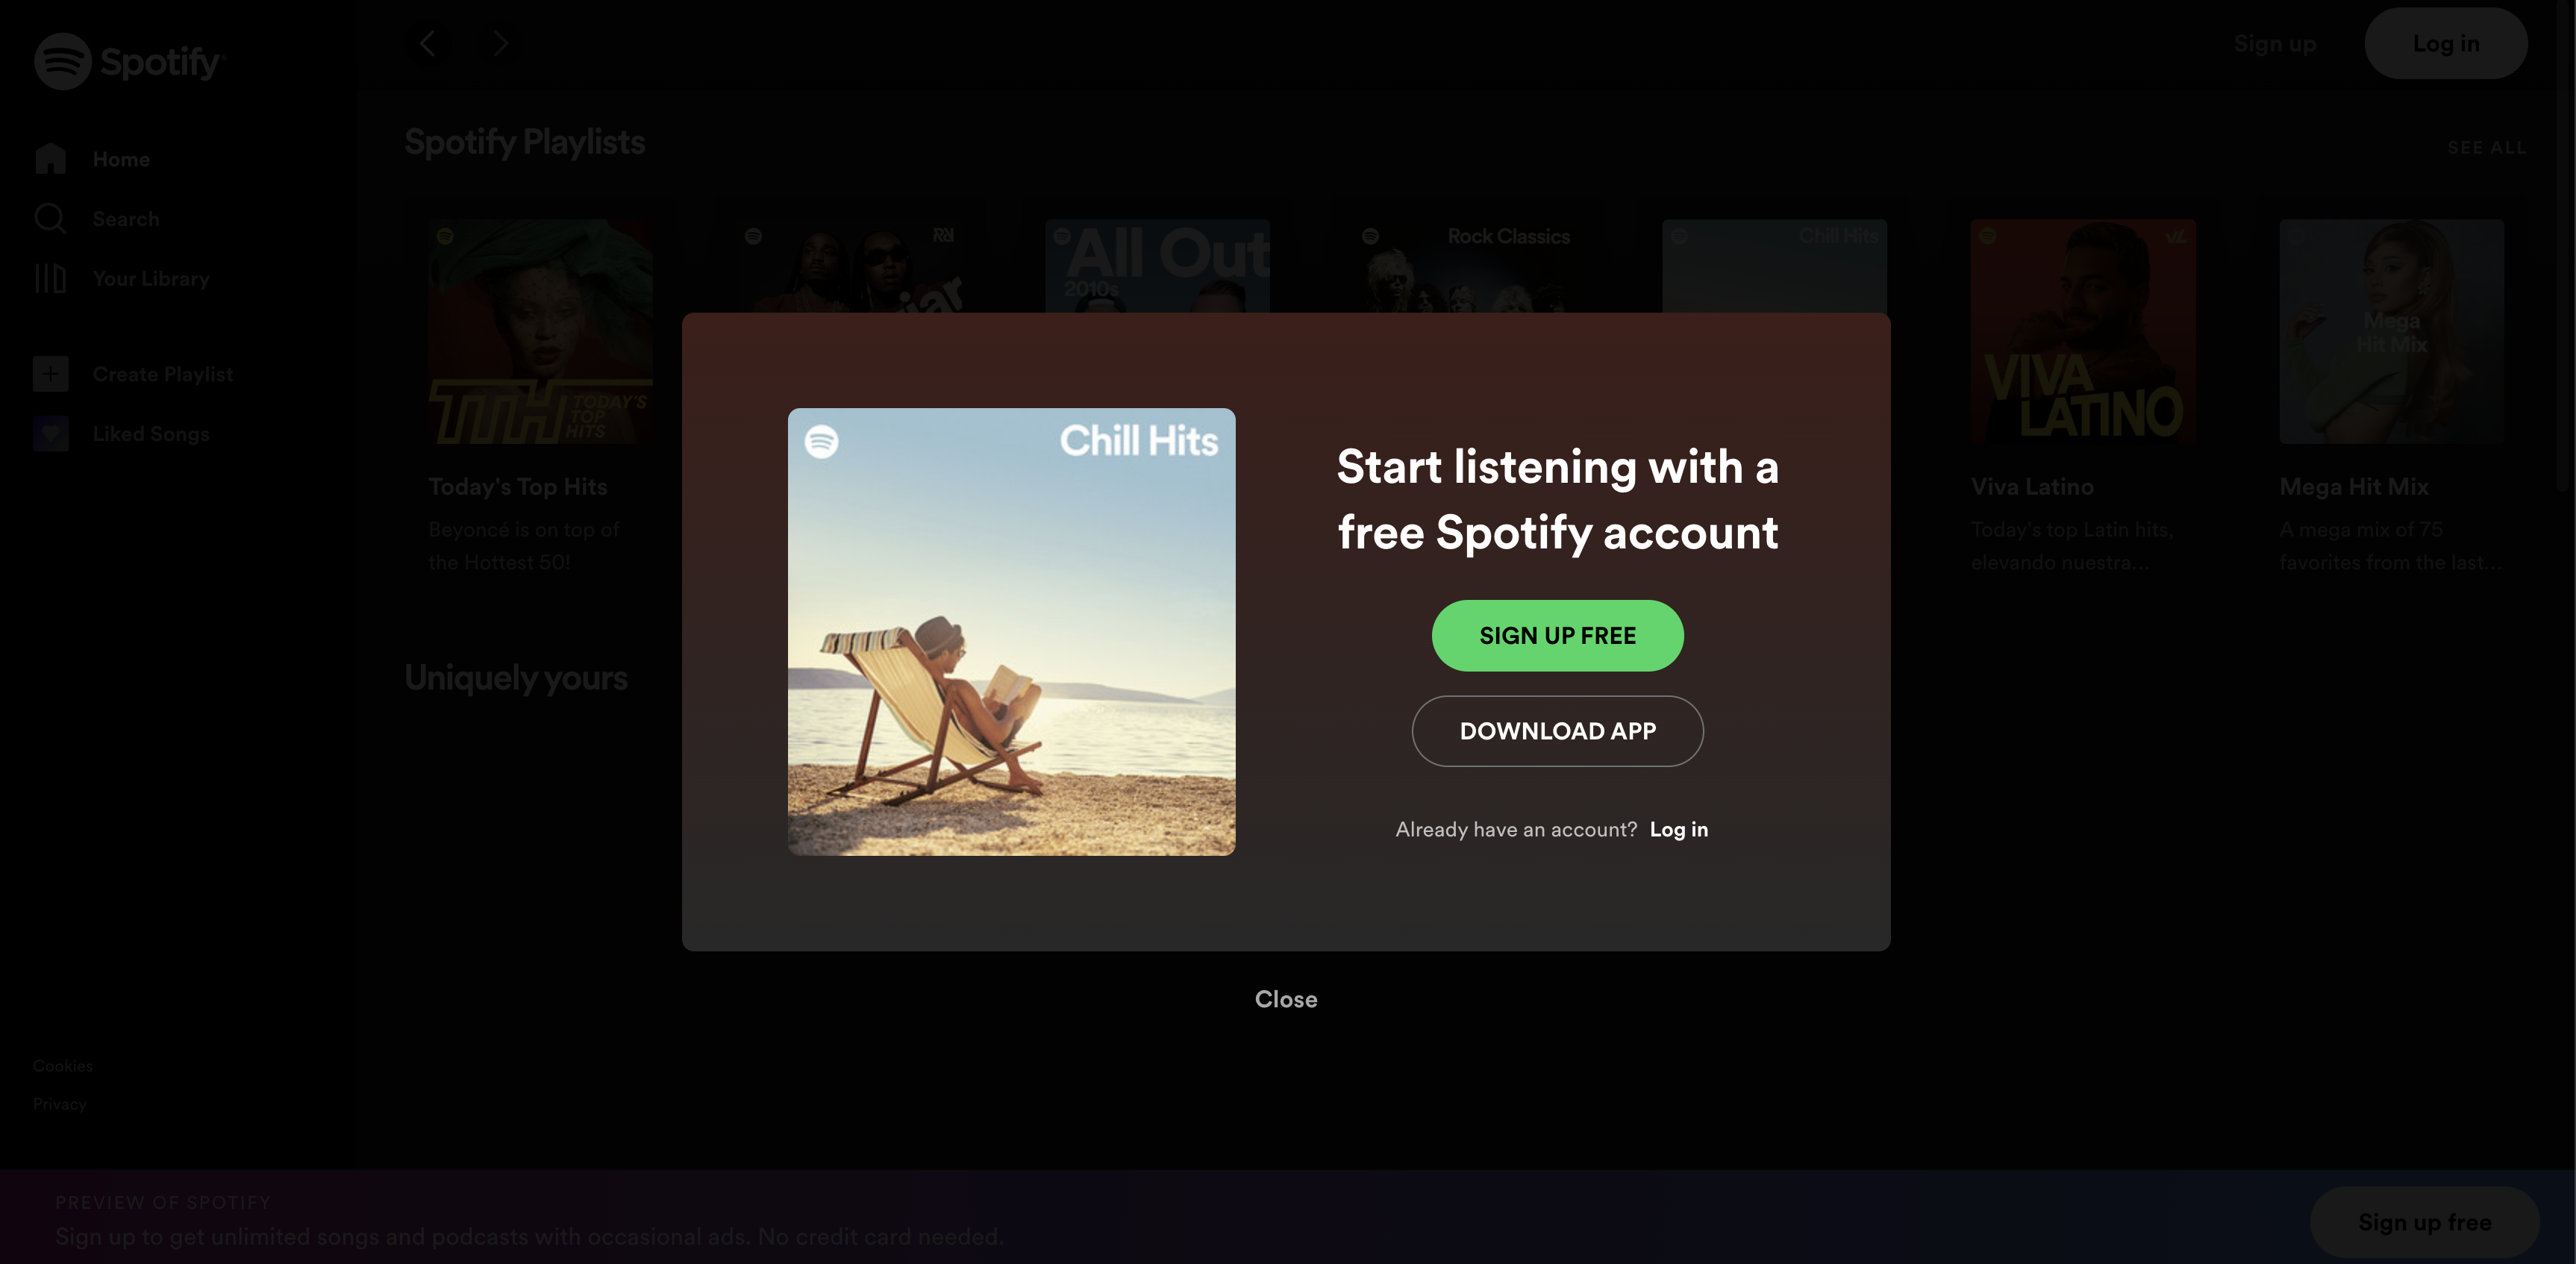 Spotify
Sign up
Log in
Home
Search
Your Library
Create Playlist
Liked Songs
Spotify Playlists
SEE ALL
All Out
2010s
Rock Classics
Chill Hits
VIVA
LATINO
Mega
Hit Mix
TTH TODAY'S
TOP
HITS
Today's Top Hits
Beyoncé is on top of
the Hottest 50!
Viva Latino
Today's top Latin hits,
elevando nuestra...
Mega Hit Mix
A mega mix of 75
favorites from the last...
Uniquely yours
Chill Hits
Start listening with a
free Spotify account
SIGN UP FREE
DOWNLOAD APP
Already have an account? Log in
Close
Cookies
Privacy
PREVIEW OF SPOTIFY
Sign up to get unlimited songs and podcasts with occasional ads. No credit card needed.
Sign up free